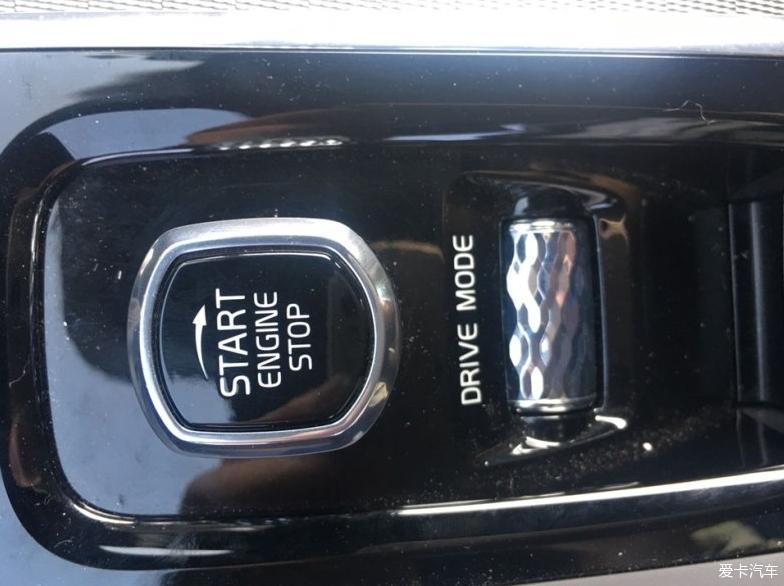 START
ENGINE
STOP
DRIVE MODE
爱卡汽车